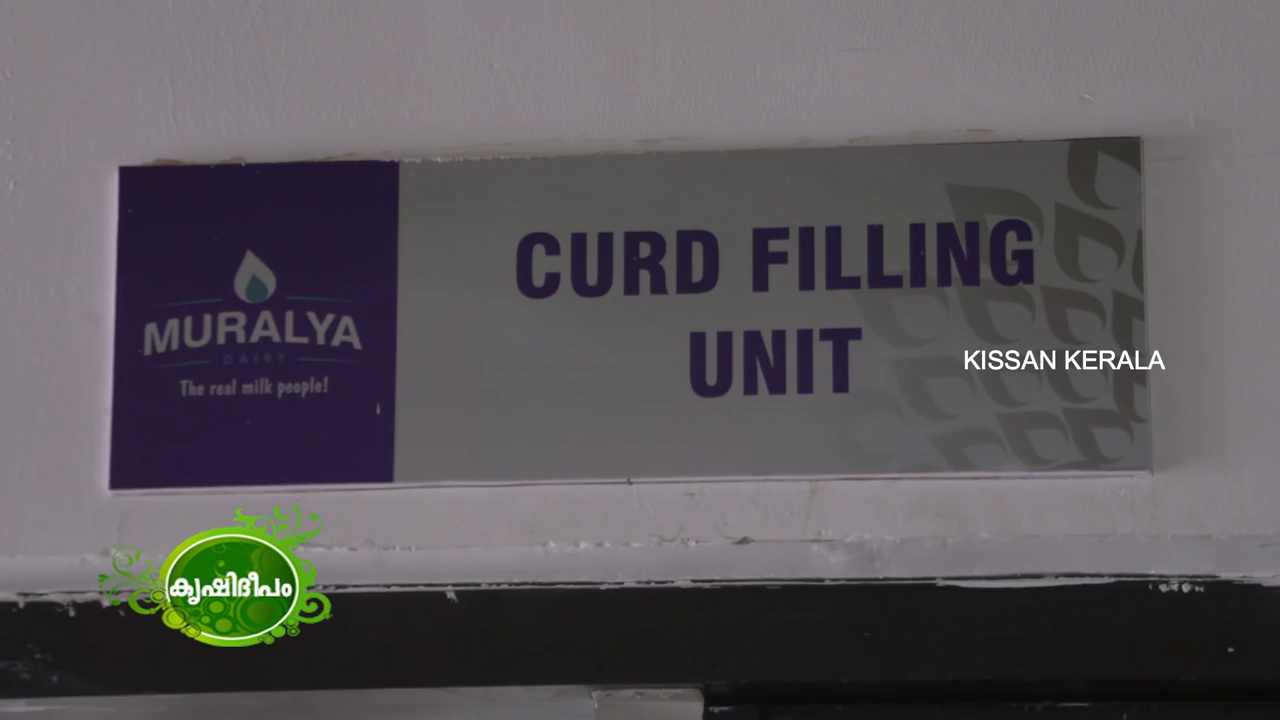 MURALYA
DAIRY
The real milk people!
CURD FILLING
UNIT
KISSAN KERALA
കൃഷിദീപം